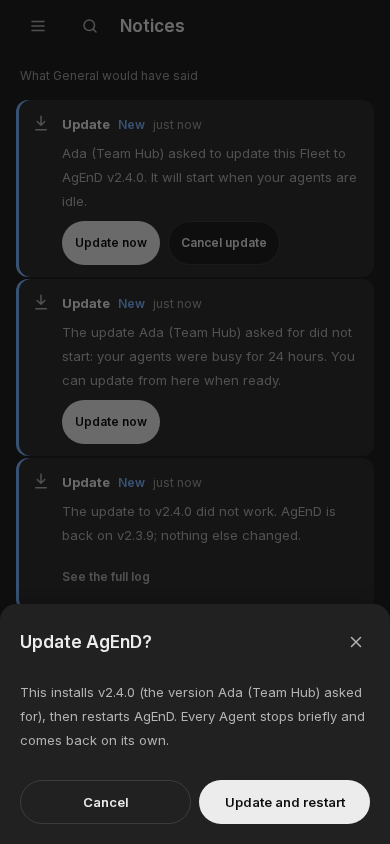 Notices
What General would have said
Update New just now
Ada (Team Hub) asked to update this Fleet to
AgEnD v2.4.0. It will start when your agents are
idle.
Update now Cancel update
Update New just now
The update Ada (Team Hub) asked for did not
start: your agents were busy for 24 hours. You
can update from here when ready.
Update now
Update New just now
The update to v2.4.0 did not work. AgEnD is
back on v2.3.9; nothing else changed.
See the full log
Update AgEnD?
This installs v2.4.0 (the version Ada (Team Hub) asked
for), then restarts AgEnD. Every Agent stops briefly and
comes back on its own.
Cancel Update and restart